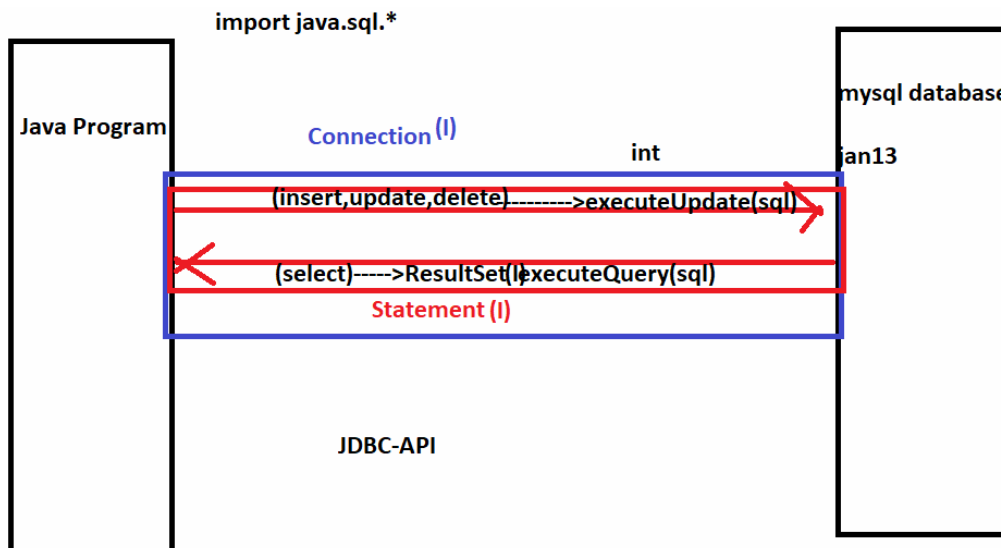 import java.sql.*
Java Program
mysql database
Connection (I)
int
jan13
(insert,update,delete)---------->executeUpdate(sql)
(select)----->ResultSet(I)executeQuery(sql)
Statement (I)
JDBC-API